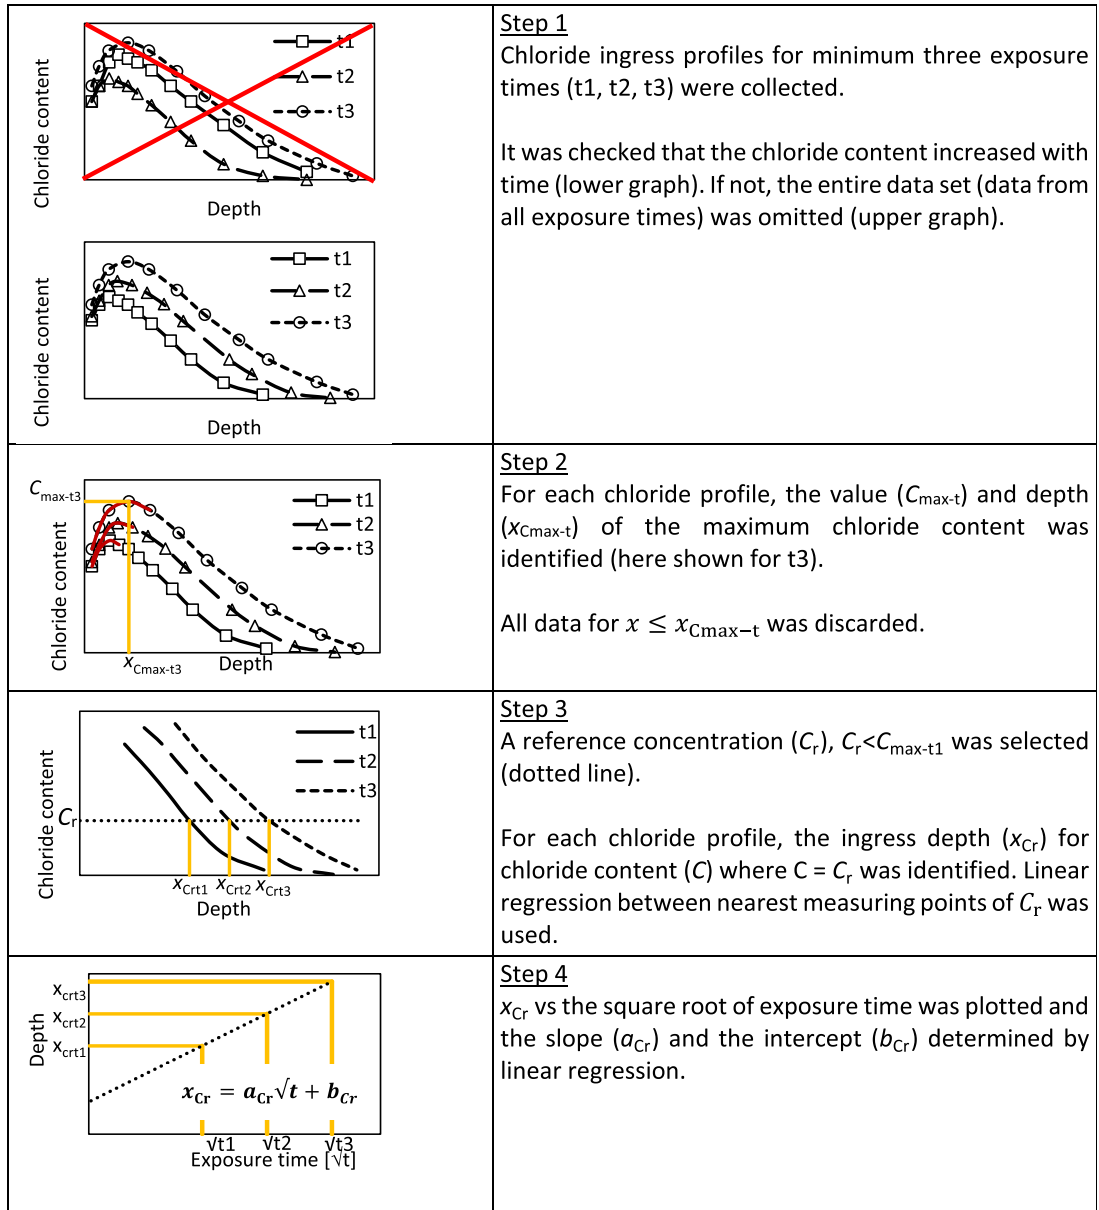 Chloride content
t1
t2
t3
Depth
Chloride content
t1
t2
t3
Depth
Step 1
Chloride ingress profiles for minimum three exposure
times (t1, t2, t3) were collected.
It was checked that the chloride content increased with
time (lower graph). If not, the entire data set (data from
all exposure times) was omitted (upper graph).
Cmax-t3
Chloride content
t1
t2
t3
xCmax-t3
Depth
Step 2
For each chloride profile, the value (Cmax-t) and depth
(xCmax-t) of the maximum chloride content was
identified (here shown for t3).
All data for x ≤ xCmax−t was discarded.
Chloride content
t1
t2
t3
Cr
xCrt1 xCrt2 xCrt3
Depth
Step 3
A reference concentration (Cr), Cr<Cmax-t1 was selected
(dotted line).
For each chloride profile, the ingress depth (xCr) for
chloride content (C) where C = Cr was identified. Linear
regression between nearest measuring points of Cr was
used.
Depth
xcrt3
xcrt2
xcrt1
xCr = aCr√t + bCr
√t1 √t2 √t3
Exposure time [√t]
Step 4
xCr vs the square root of exposure time was plotted and
the slope (aCr) and the intercept (bCr) determined by
linear regression.